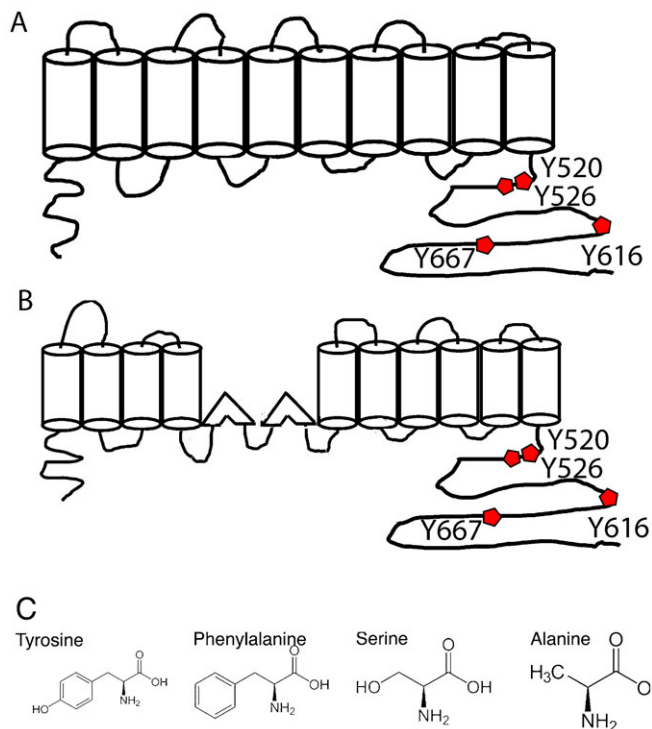 A
Y520
Y526
Y667
Y616
B
Y520
Y526
Y667
Y616
C
Tyrosine
Phenylalanine
Serine
Alanine
O
OH
NH2
HO
O
OH
NH2
O
HO
OH
NH2
O
H3C
O
NH2